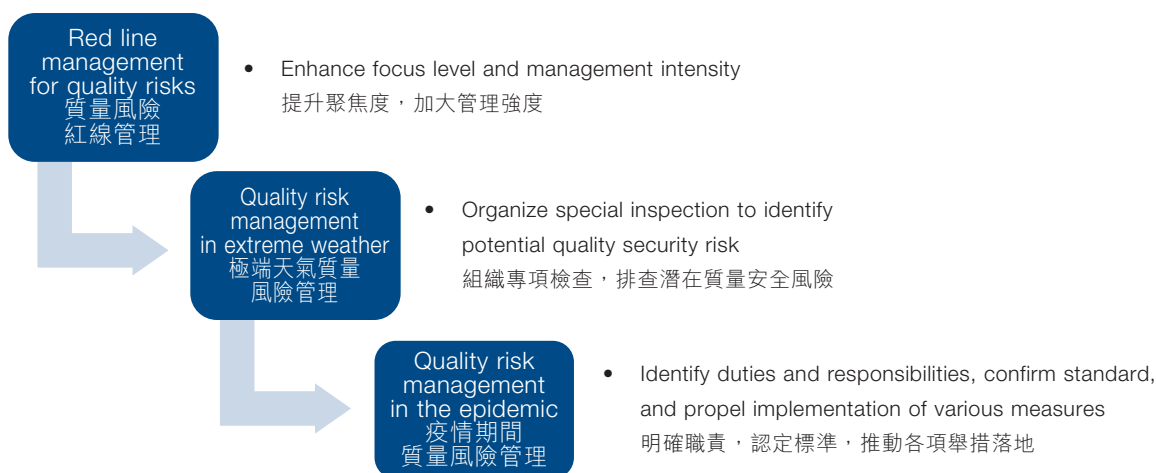 Red line
management
for quality risks
質量風險
紅線管理
• Enhance focus level and management intensity
提升聚焦度，加大管理強度
Quality risk
management
in extreme weather
極端天氣質量
風險管理
• Organize special inspection to identify
potential quality security risk
組織專項檢查，排查潛在質量安全風險
Quality risk
management
in the epidemic
疫情期間
質量風險管理
• Identify duties and responsibilities, confirm standard,
and propel implementation of various measures
明確職責，認定標準，推動各項舉措落地